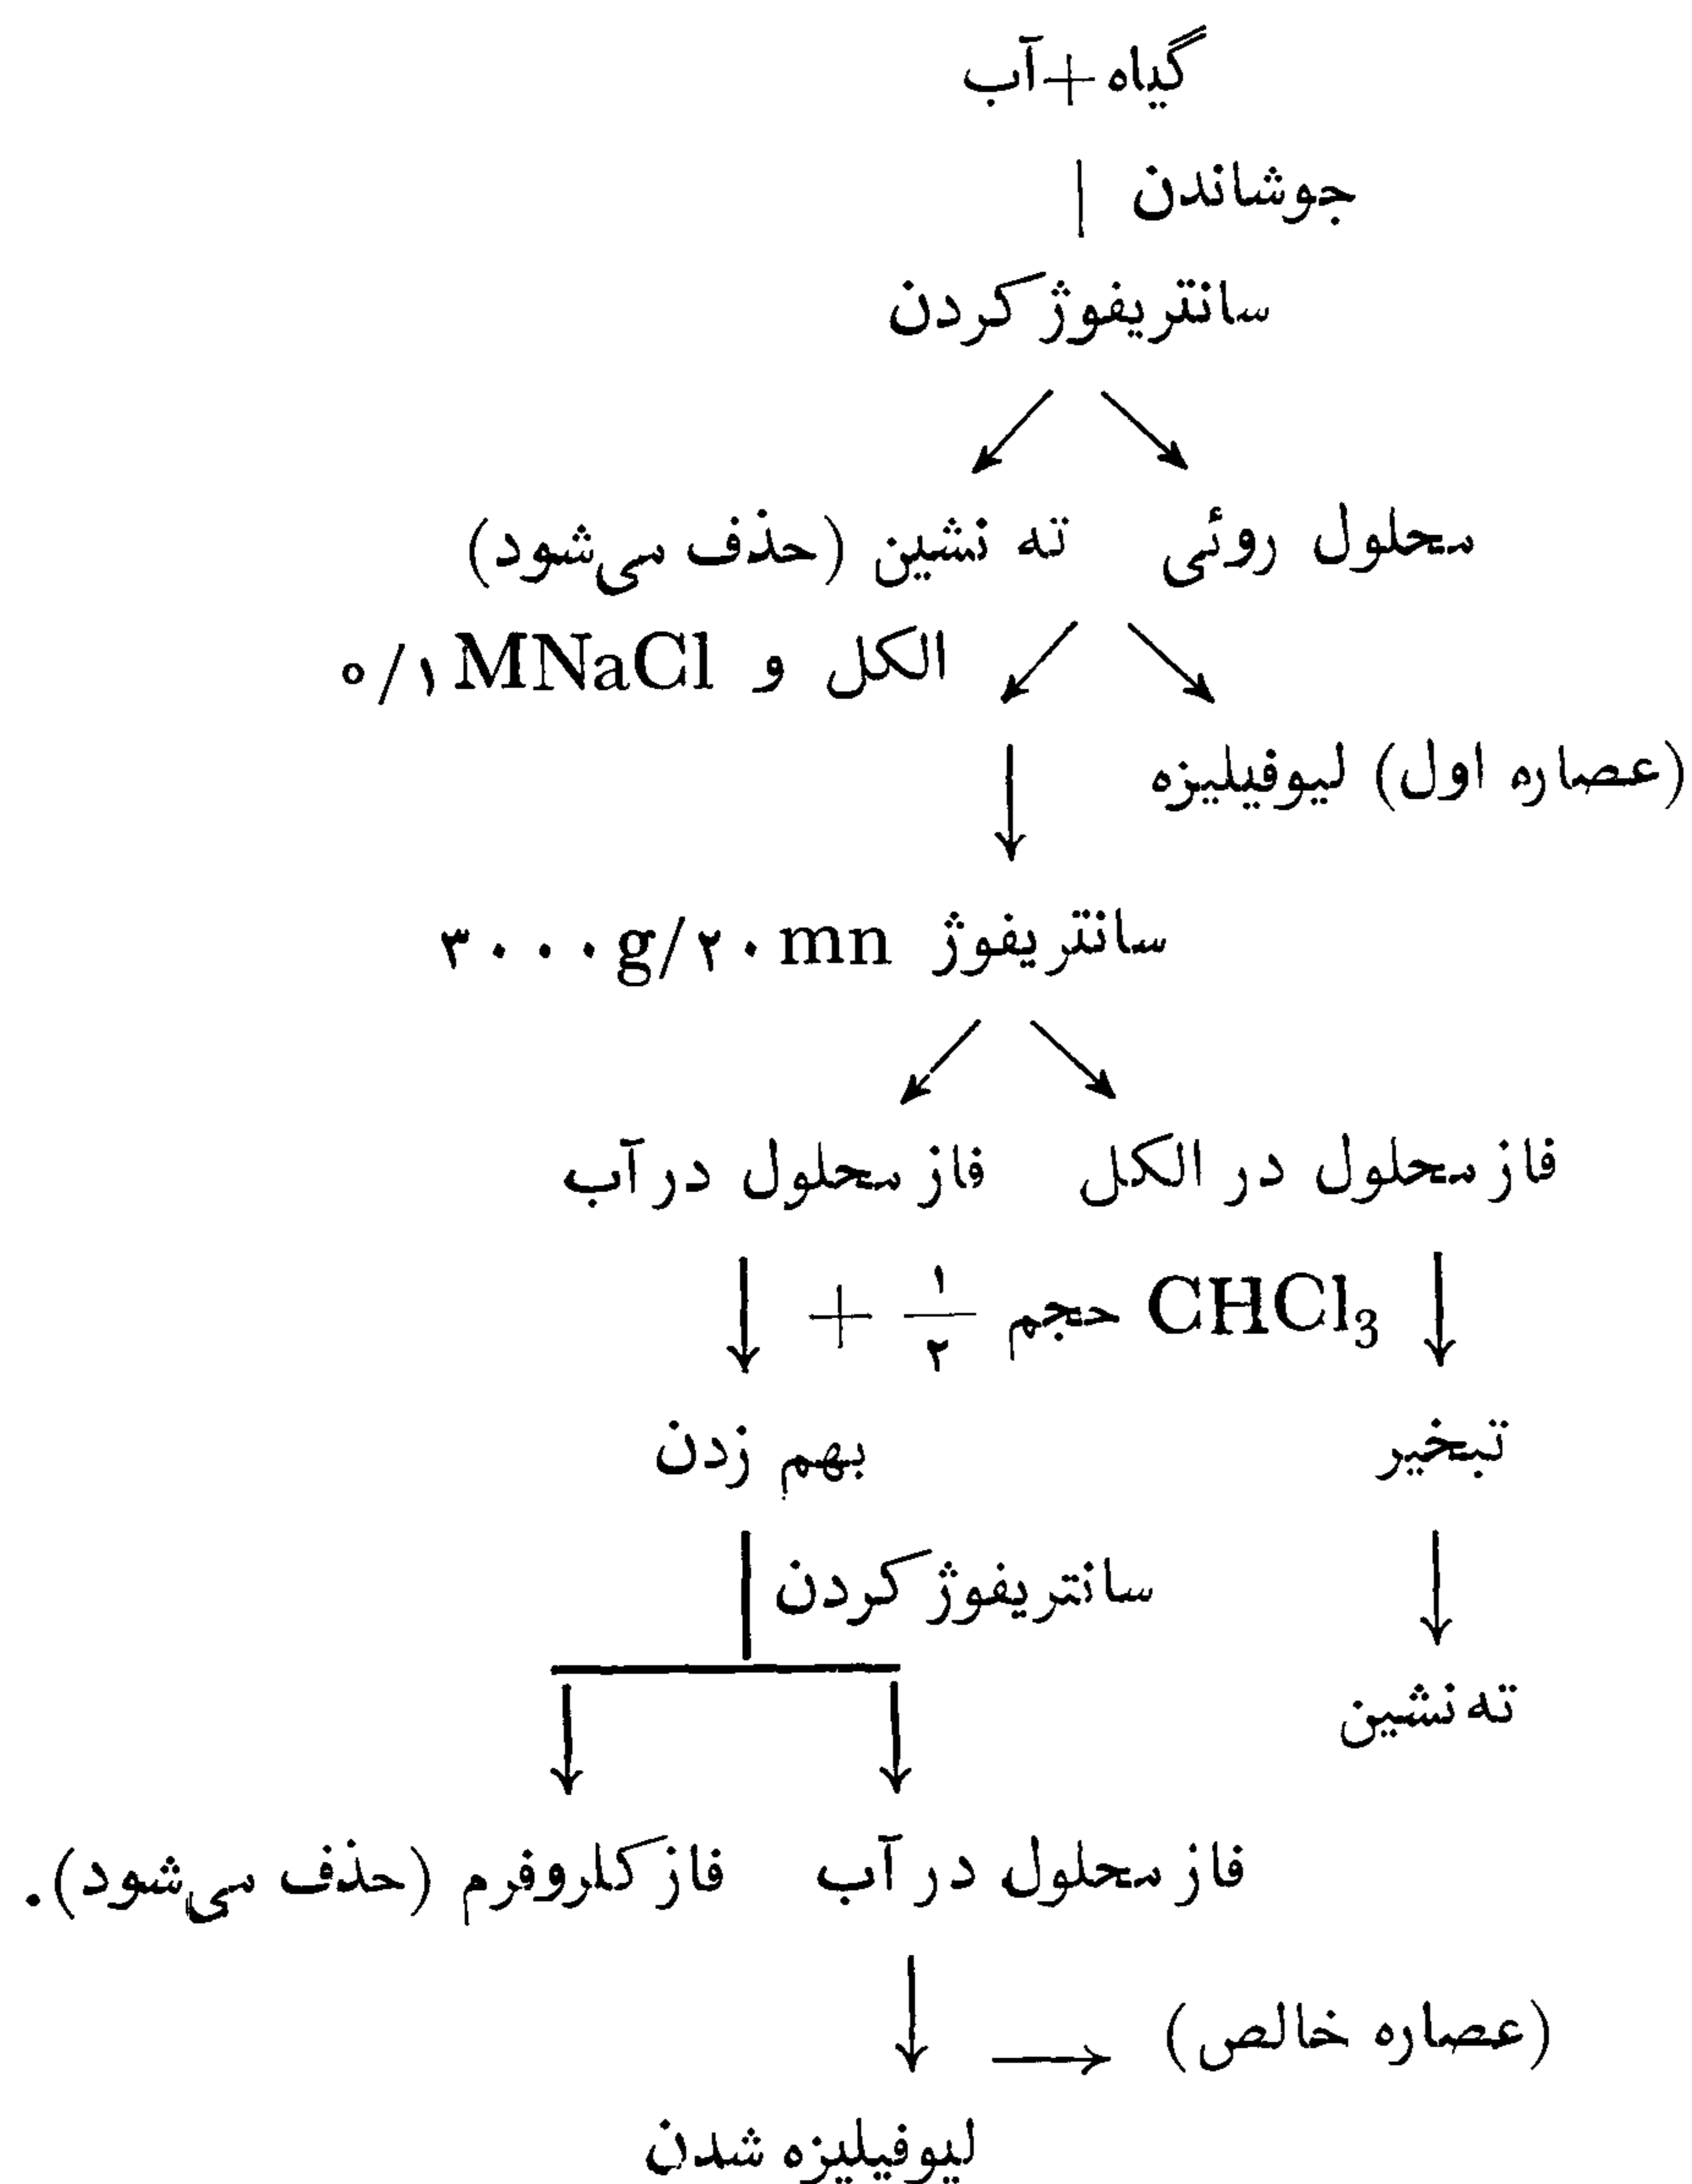 گیاه+آب
جوشاندن
سانتریفوژ کردن
محلول روئی ته نشین (حذف می‌شود)
الکل و ۰/۱ MNaCl
(عصاره اول) لیوفیلیزه
سانتریفوژ ۳۰۰۰g/۲۰mn
فاز محلول در الکل فاز محلول در آب
CHCl₃ حجم ۱/۲ +
تبخیر بهم زدن
سانتریفوژ کردن
ته‌نشین
فاز محلول در آب فاز کلروفرم (حذف می‌شود).
(عصاره خالص)
لیوفیلیزه شدن